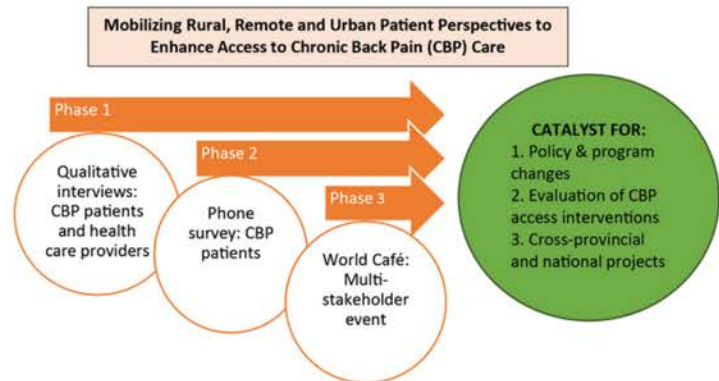 Mobilizing Rural, Remote and Urban Patient Perspectives to
Enhance Access to Chronic Back Pain (CBP) Care
Phase 1
Qualitative
interviews:
CBP patients
and health
care providers
Phase 2
Phone
survey: CBP
patients
Phase 3
World Café:
Multi-
stakeholder
event
CATALYST FOR:
1. Policy & program
changes
2. Evaluation of CBP
access interventions
3. Cross-provincial
and national projects